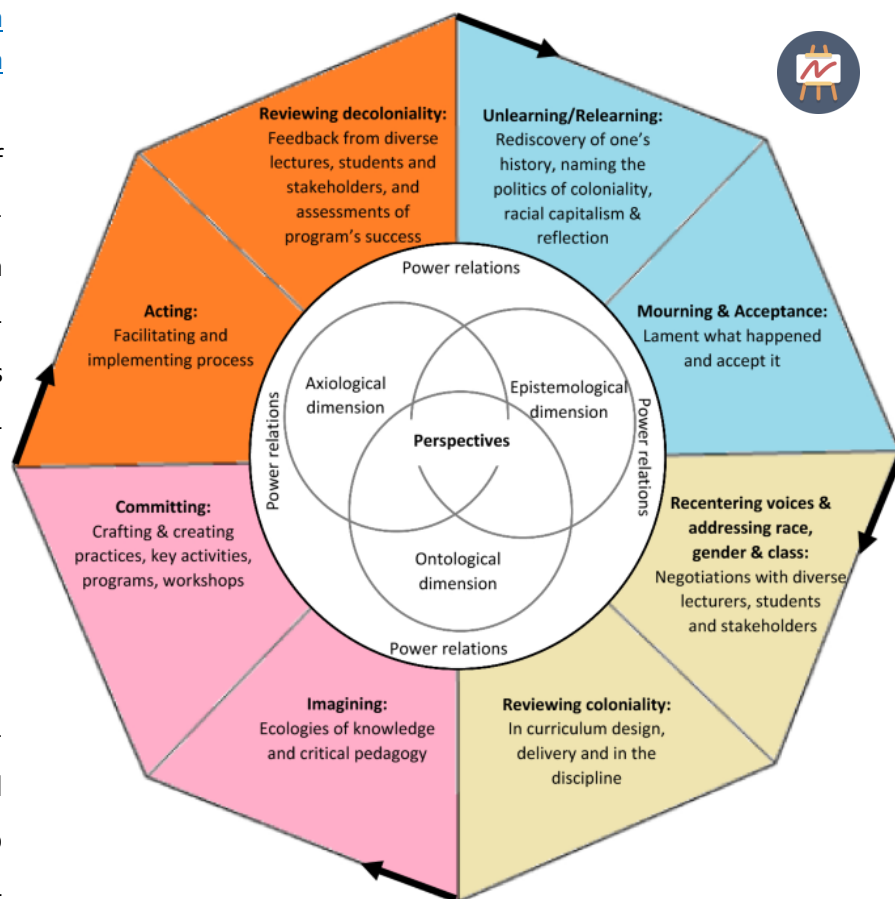 Reviewing decoloniality:
Feedback from diverse
lectures, students and
stakeholders, and
assessments of
program's success
Unlearning/Relearning:
Rediscovery of one's
history, naming the
politics of coloniality,
racial capitalism &
reflection
Mourning & Acceptance:
Lament what happened
and accept it
Recentering voices &
addressing race,
gender & class:
Negotiations with diverse
lecturers, students
and stakeholders
Reviewing coloniality:
In curriculum design,
delivery and in the
discipline
Imagining:
Ecologies of knowledge
and critical pedagogy
Committing:
Crafting & creating
practices, key activities,
programs, workshops
Acting:
Facilitating and
implementing process
Power relations
Power relations
Power relations
Power relations
Axiological
dimension
Epistemological
dimension
Perspectives
Ontological
dimension